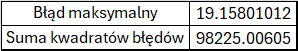 Błąd maksymalny 19.15801012
Suma kwadratów błędów 98225.00605